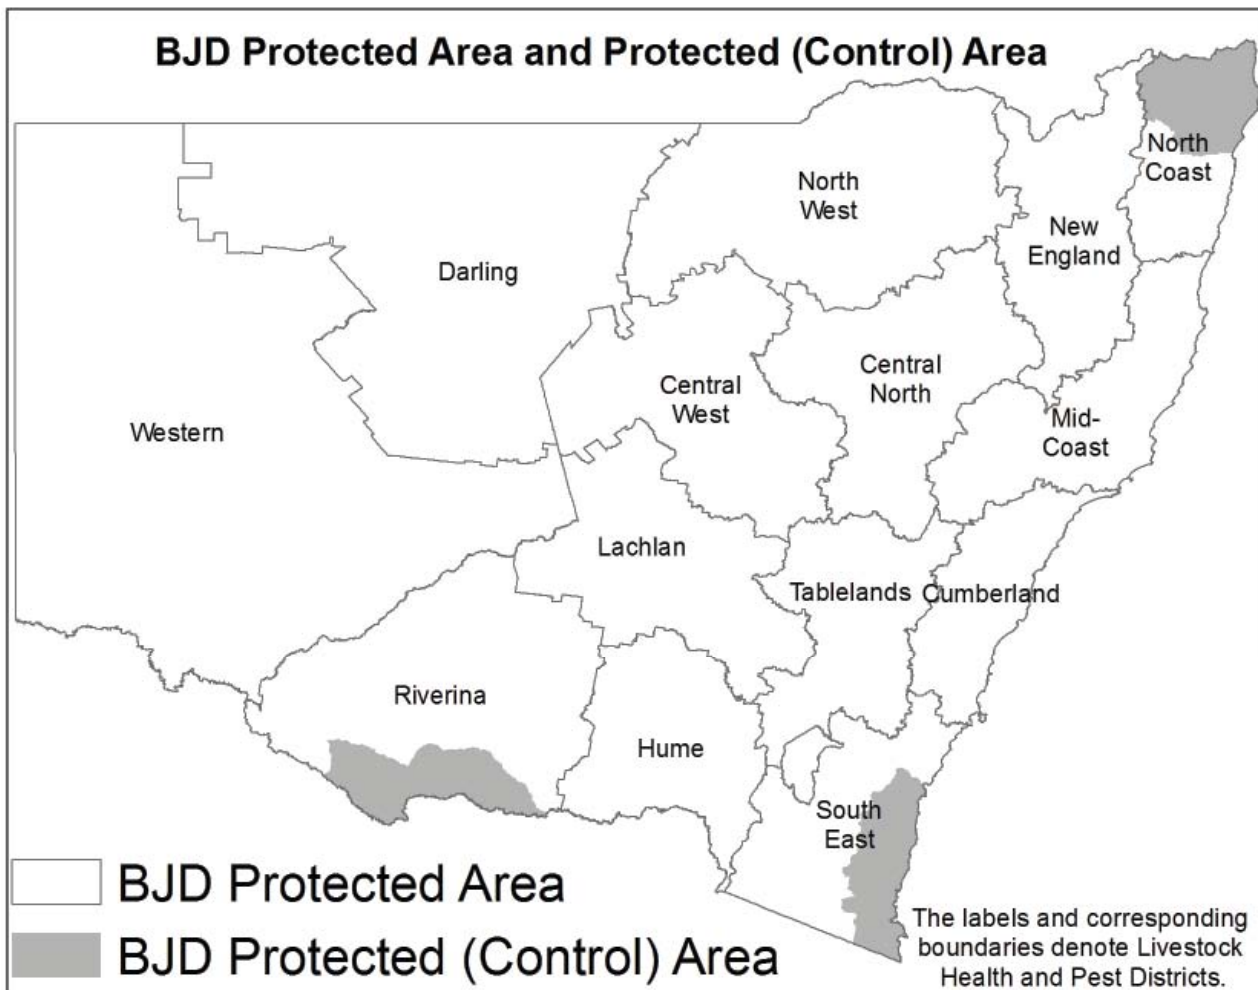 BJD Protected Area and Protected (Control) Area
North
Coast
North
West
New
England
Darling
Central
North
Central
West
Mid-
Coast
Western
Lachlan
Tablelands
Cumberland
Riverina
Hume
South
East
BJD Protected Area
BJD Protected (Control) Area
The labels and corresponding
boundaries denote Livestock
Health and Pest Districts.